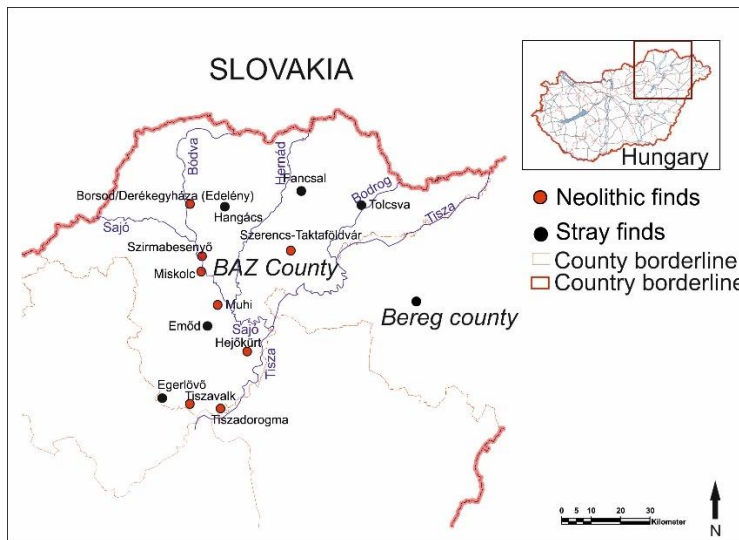 SLOVAKIA
Hungary
Neolithic finds
Stray finds
County borderline
Country borderline
Bódva
Hernád
Fancsal
Bodrog
Tolcsva
Tisza
Borsod/Derékegyháza (Edelény)
Hangács
Sajó
Szerencs-Taktaföldvár
Szirmabesenyő
BAZ County
Miskolc
Muhi
Bereg county
Emőd
Sajó
Hejőkürt
Tisza
Egerlövő
Tiszavalk
Tiszadorogma
0 5 10 20 30
Kilometer
N